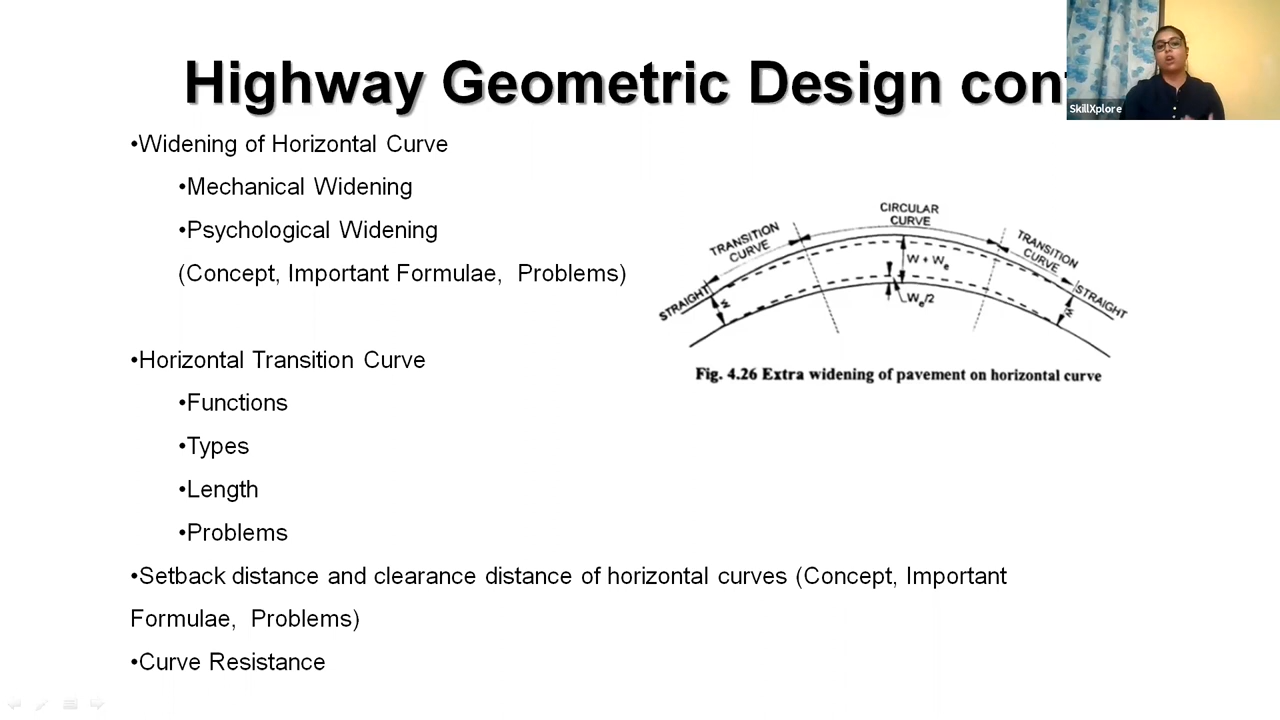 Highway Geometric Design con
SkillXplore
•Widening of Horizontal Curve
•Mechanical Widening
•Psychological Widening
(Concept, Important Formulae, Problems)
•Horizontal Transition Curve
•Functions
•Types
•Length
•Problems
•Setback distance and clearance distance of horizontal curves (Concept, Important
Formulae, Problems)
•Curve Resistance
STRAIGHT
TRANSITION
CURVE
CIRCULAR
CURVE
TRANSITION
CURVE
STRAIGHT
W
W + We
We/2
W
Fig. 4.26 Extra widening of pavement on horizontal curve